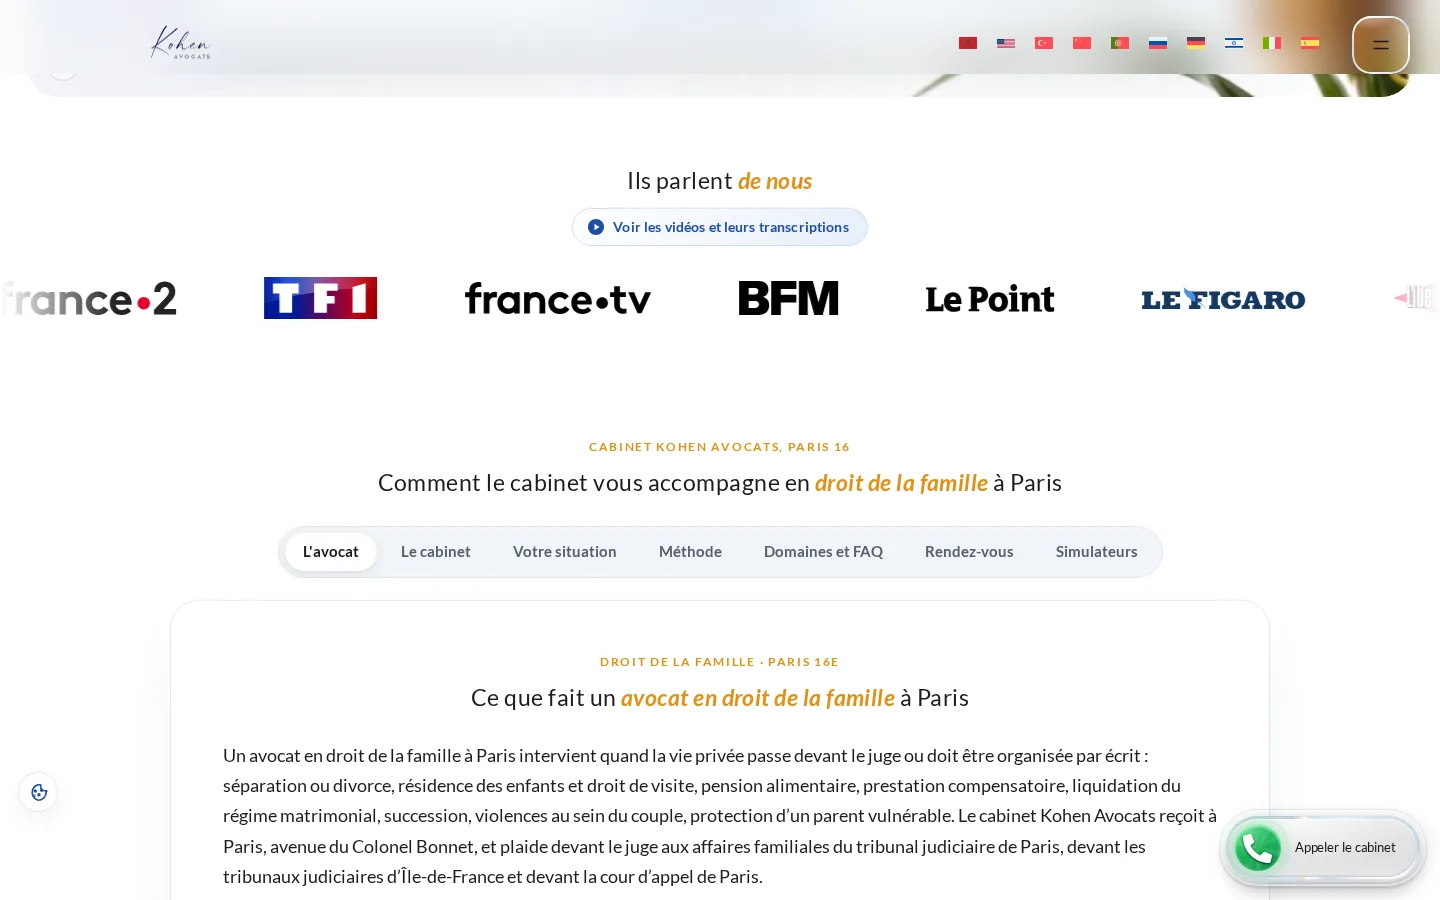 Kohen
AVOCATS
Ils parlent de nous
Voir les vidéos et leurs transcriptions
france•2
TF1
france•tv
BFM
Le Point
LE FIGARO
CABINET KOHEN AVOCATS, PARIS 16
Comment le cabinet vous accompagne en droit de la famille à Paris
L'avocat
Le cabinet
Votre situation
Méthode
Domaines et FAQ
Rendez-vous
Simulateurs
DROIT DE LA FAMILLE · PARIS 16E
Ce que fait un avocat en droit de la famille à Paris
Un avocat en droit de la famille à Paris intervient quand la vie privée passe devant le juge ou doit être organisée par écrit :
séparation ou divorce, résidence des enfants et droit de visite, pension alimentaire, prestation compensatoire, liquidation du
régime matrimonial, succession, violences au sein du couple, protection d’un parent vulnérable. Le cabinet Kohen Avocats reçoit à
Paris, avenue du Colonel Bonnet, et plaide devant le juge aux affaires familiales du tribunal judiciaire de Paris, devant les
tribunaux judiciaires d’Île-de-France et devant la cour d’appel de Paris.
Appeler le cabinet